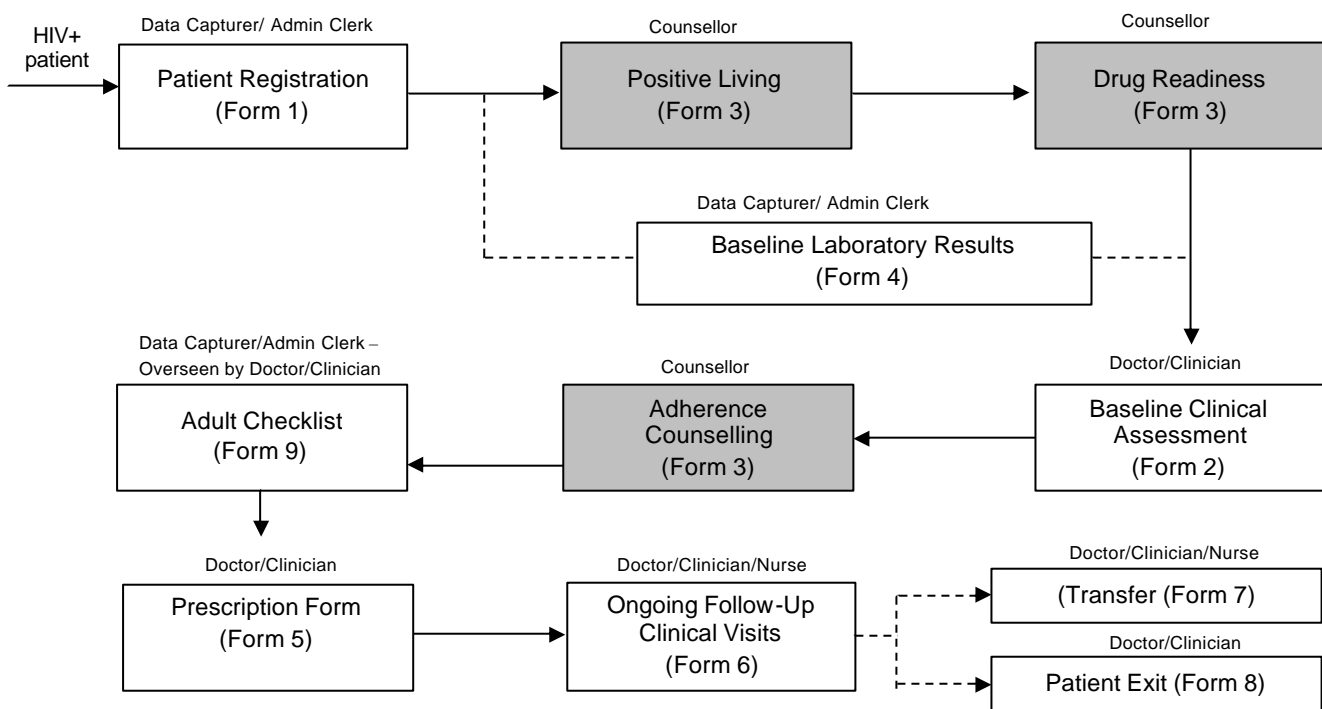 HIV+
patient
Data Capturer/ Admin Clerk
Patient Registration
(Form 1)
Counsellor
Positive Living
(Form 3)
Counsellor
Drug Readiness
(Form 3)
Data Capturer/ Admin Clerk
Baseline Laboratory Results
(Form 4)
Data Capturer/Admin Clerk –
Overseen by Doctor/Clinician
Adult Checklist
(Form 9)
Counsellor
Adherence
Counselling
(Form 3)
Doctor/Clinician
Baseline Clinical
Assessment
(Form 2)
Doctor/Clinician
Prescription Form
(Form 5)
Doctor/Clinician/Nurse
Ongoing Follow-Up
Clinical Visits
(Form 6)
Doctor/Clinician/Nurse
(Transfer (Form 7)
Doctor/Clinician
Patient Exit (Form 8)